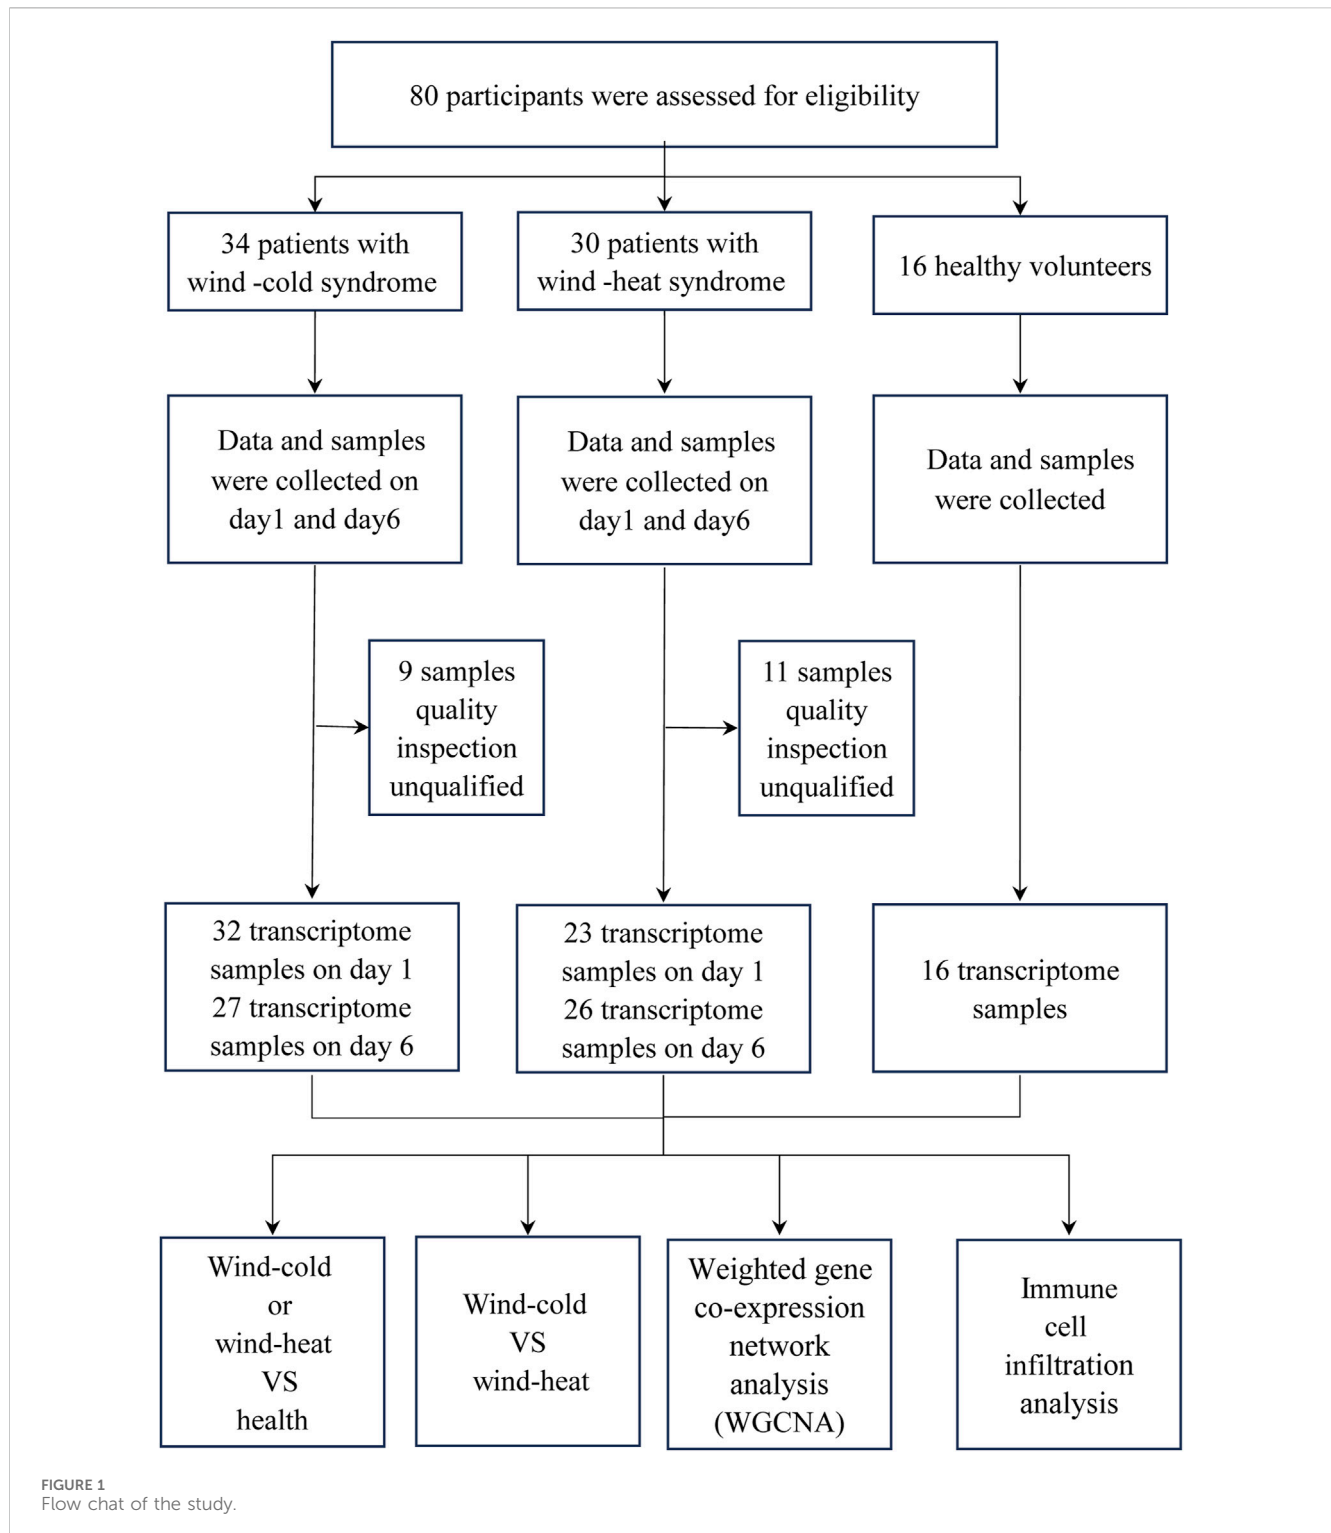 80 participants were assessed for eligibility
34 patients with
wind -cold syndrome
30 patients with
wind -heat syndrome
16 healthy volunteers
Data and samples
were collected on
day1 and day6
Data and samples
were collected on
day1 and day6
Data and samples
were collected
9 samples
quality
inspection
unqualified
11 samples
quality
inspection
unqualified
32 transcriptome
samples on day 1
27 transcriptome
samples on day 6
23 transcriptome
samples on day 1
26 transcriptome
samples on day 6
16 transcriptome
samples
Wind-cold
or
wind-heat
VS
health
Wind-cold
VS
wind-heat
Weighted gene
co-expression
network
analysis
(WGCNA)
Immune
cell
infiltration
analysis
FIGURE 1
Flow chat of the study.